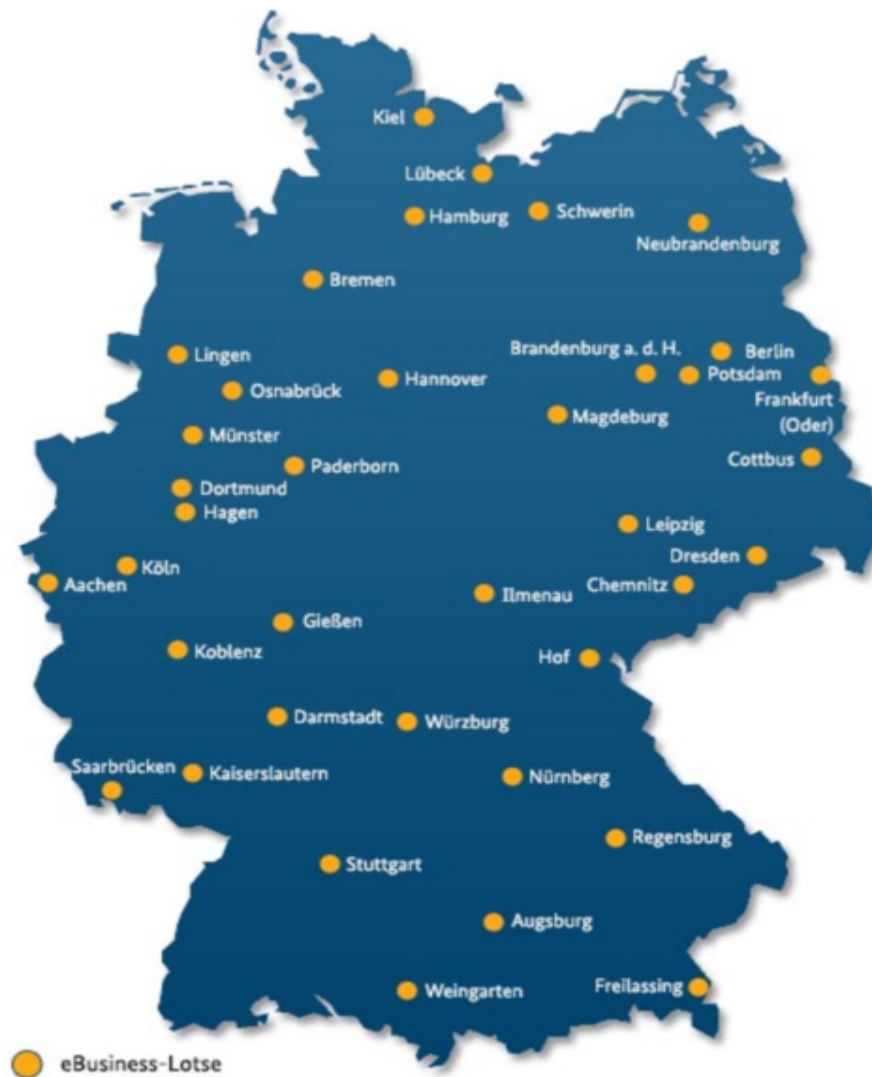 Kiel
Lübeck
Hamburg
Schwerin
Neubrandenburg
Bremen
Lingen
Brandenburg a. d. H.
Berlin
Osnabrück
Hannover
Potsdam
Frankfurt
(Oder)
Magdeburg
Münster
Paderborn
Cottbus
Dortmund
Hagen
Leipzig
Dresden
Köln
Aachen
Chemnitz
Ilmenau
Gießen
Koblenz
Hof
Darmstadt
Würzburg
Saarbrücken
Kaiserslautern
Nürnberg
Regensburg
Stuttgart
Augsburg
Weingarten
Freilassing
eBusiness-Lotse